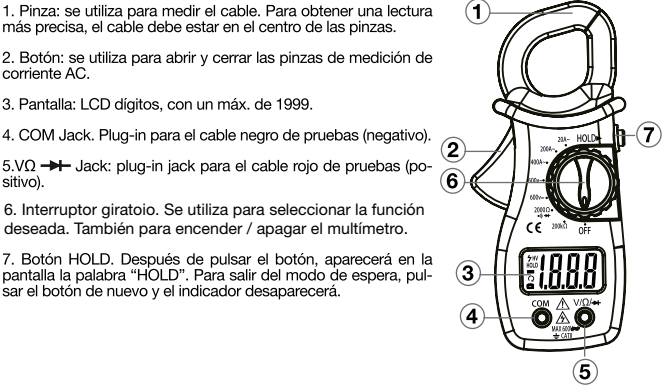 1. Pinza: se utiliza para medir el cable. Para obtener una lectura
más precisa, el cable debe estar en el centro de las pinzas.
2. Botón: se utiliza para abrir y cerrar las pinzas de medición de
corriente AC.
3. Pantalla: LCD dígitos, con un máx. de 1999.
4. COM Jack. Plug-in para el cable negro de pruebas (negativo).
5.VΩ Jack: plug-in jack para el cable rojo de pruebas (po-
sitivo).
6. Interruptor giratoio. Se utiliza para seleccionar la función
deseada. También para encender / apagar el multímetro.
7. Botón HOLD. Después de pulsar el botón, aparecerá en la
pantalla la palabra “HOLD”. Para salir del modo de espera, pul-
sar el botón de nuevo y el indicador desaparecerá.
1
2
6
7
3
4
5
20A
HOLD
200A
400A
600v
600v
2000Ω
200kΩ
OFF
CE
HV
HOLD
1.8.8.8
COM
V/Ω/
MAX 600V
CAT II